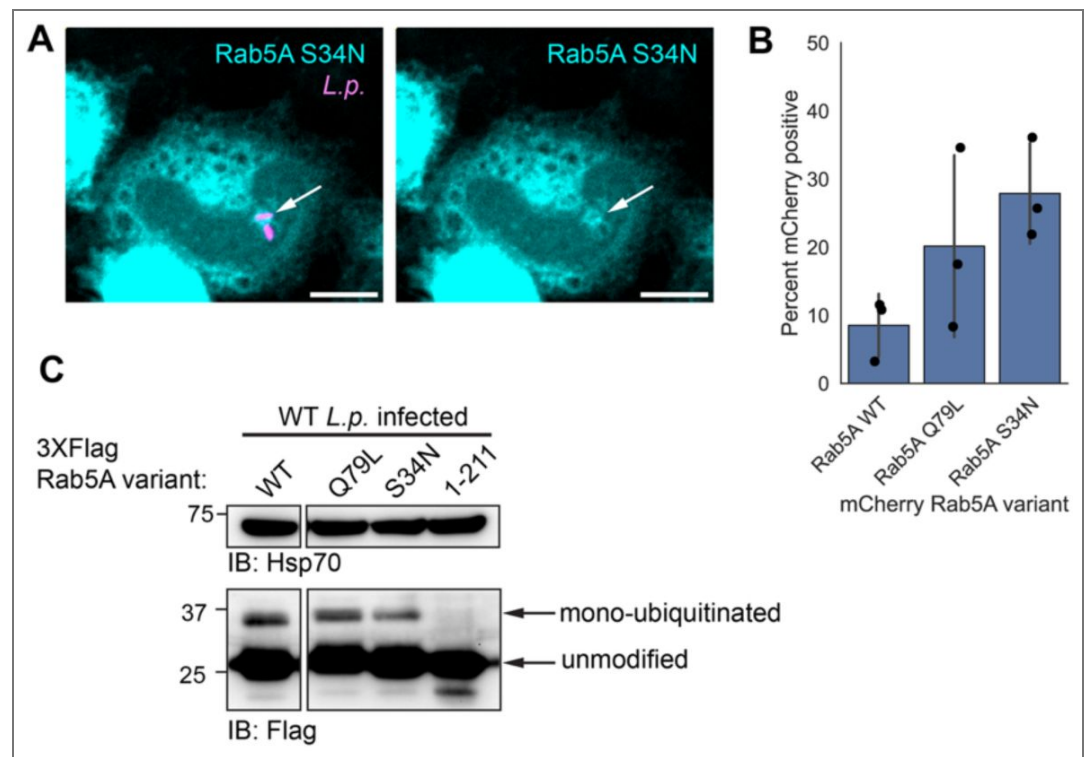 A
Rab5A S34N
L.p.
Rab5A S34N
B
Percent mCherry positive
50
40
30
20
10
0
Rab5A WT
Rab5A Q79L
Rab5A S34N
mCherry Rab5A variant
C
WT L.p. infected
3XFlag
Rab5A variant:
WT
Q79L
S34N
1-211
75
IB: Hsp70
37
mono-ubiquitinated
25
unmodified
IB: Flag